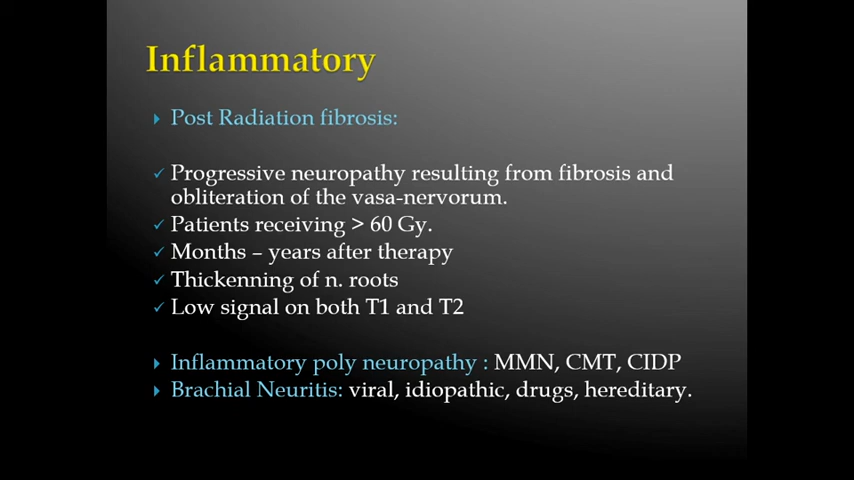 Inflammatory
Post Radiation fibrosis:
Progressive neuropathy resulting from fibrosis and
obliteration of the vasa-nervorum.
Patients receiving > 60 Gy.
Months – years after therapy
Thickenning of n. roots
Low signal on both T1 and T2
Inflammatory poly neuropathy : MMN, CMT, CIDP
Brachial Neuritis: viral, idiopathic, drugs, hereditary.